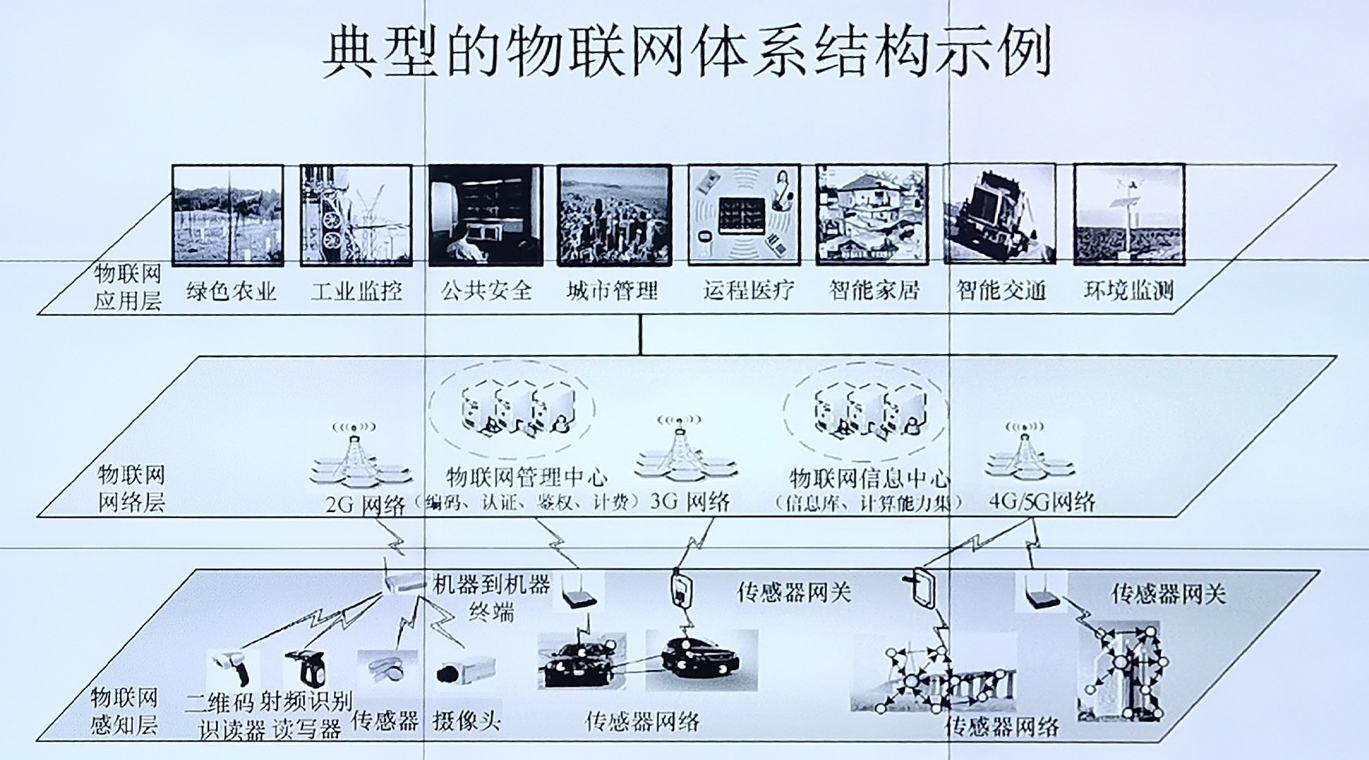 典型的物联网体系结构示例
物联网
应用层
绿色农业
工业监控
公共安全
城市管理
运程医疗
智能家居
智能交通
环境监测
物联网
网络层
2G 网络
物联网管理中心
(编码、认证、鉴权、计费)
3G 网络
物联网信息中心
(信息库、计算能力集)
4G/5G网络
机器到机器
终端
传感器网关
传感器网关
物联网
感知层
二维码
识读器
射频识别
读写器
传感器
摄像头
传感器网络
传感器网络